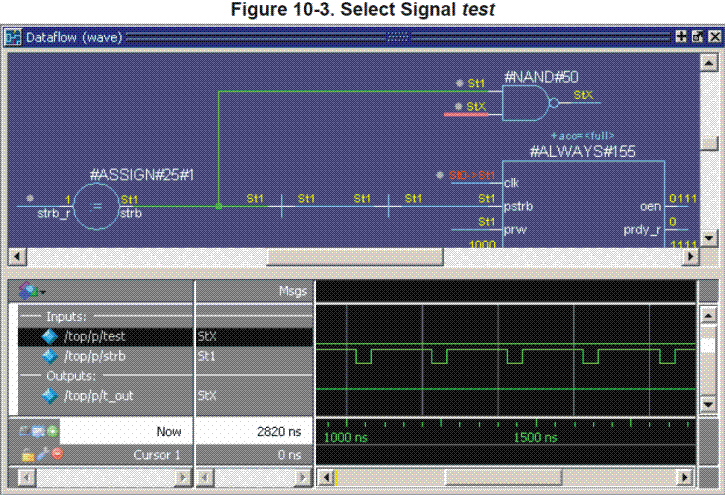 Figure 10-3. Select Signal test
Dataflow (wave)
#NAND#50
St1
StX
StX
+acc=<full>
#ALWAYS#155
#ASSIGN#25#1
St0->St1
clk
1
strb_r
:=
St1
strb
St1 St1 St1 St1
pstrb
oen
0111
St1
prw
prdy_r
0
1000
1111
Msgs
Inputs:
/top/p/test StX
/top/p/strb St1
Outputs:
/top/p/t_out StX
Now 2820 ns
1000 ns 1500 ns
Cursor 1 0 ns